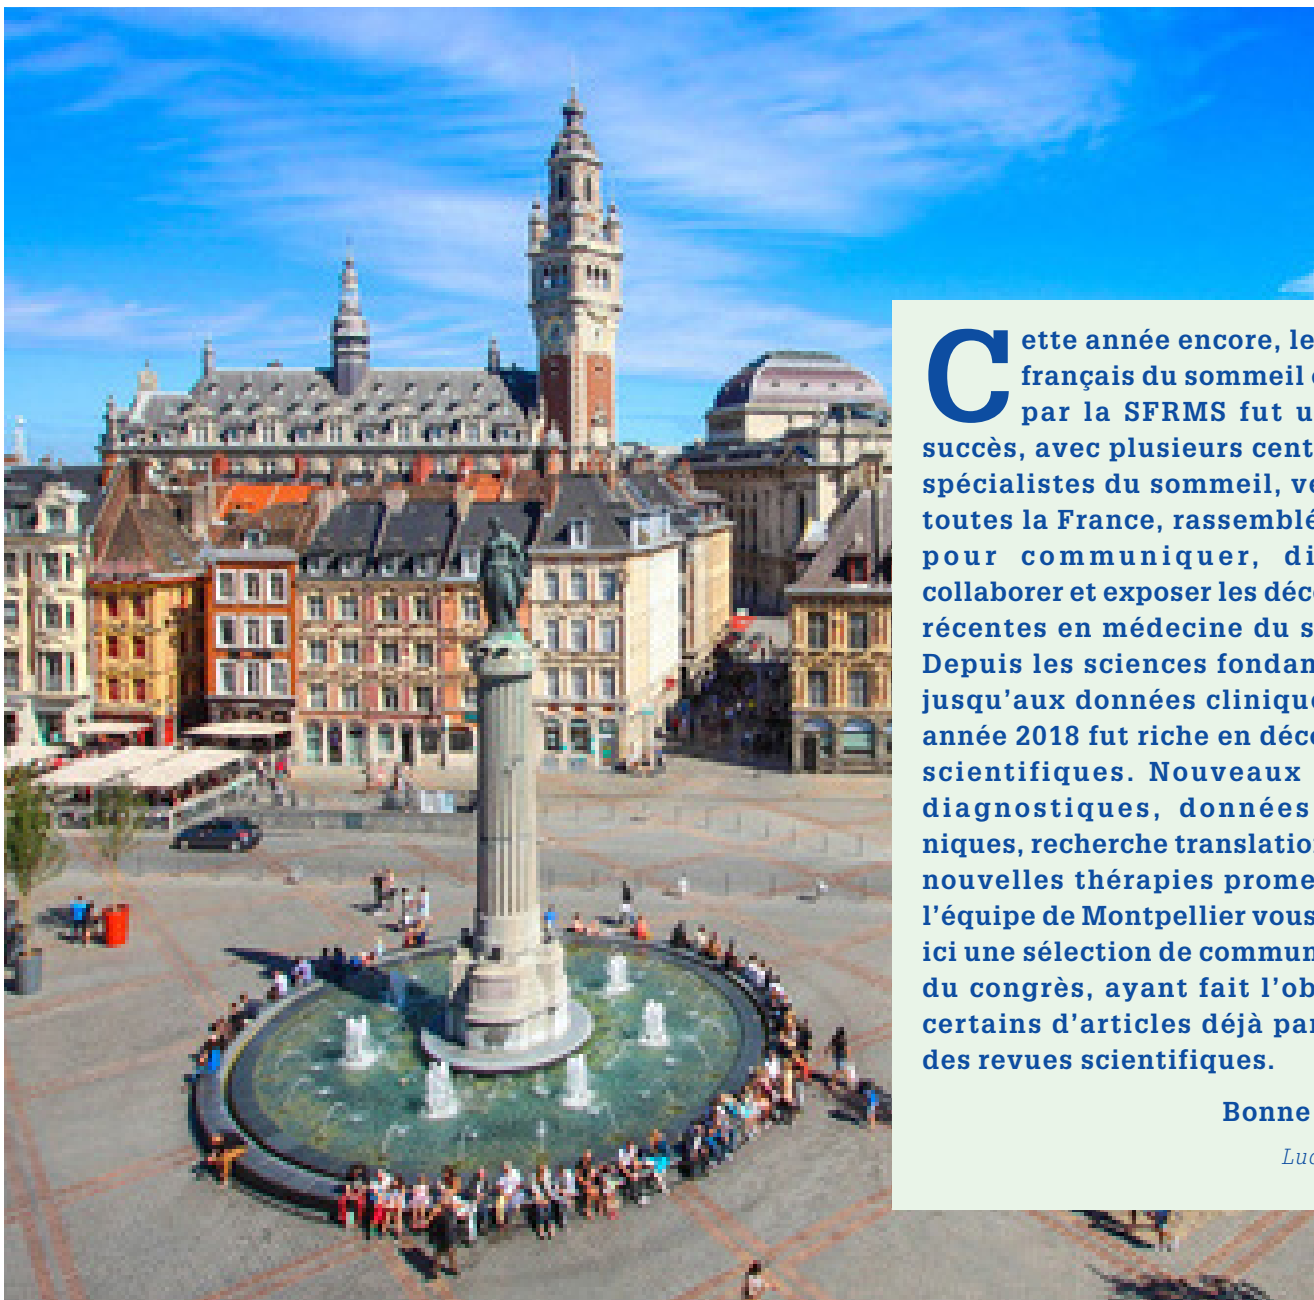 Cette année encore, le
français du sommeil
par la SFRMS fut
succès, avec plusieurs cent
spécialistes du sommeil, ve
toutes la France, rassemblé
pour communiquer, di
collaborer et exposer les déc
récentes en médecine du s
Depuis les sciences fondan
jusqu’aux données clinique
année 2018 fut riche en déc
scientifiques. Nouveaux
diagnostiques, données
niques, recherche translatio
nouvelles thérapies prome
l’équipe de Montpellier vous
ici une sélection de commun
du congrès, ayant fait l’ob
certains d’articles déjà par
des revues scientifiques.
Bonne
Luc